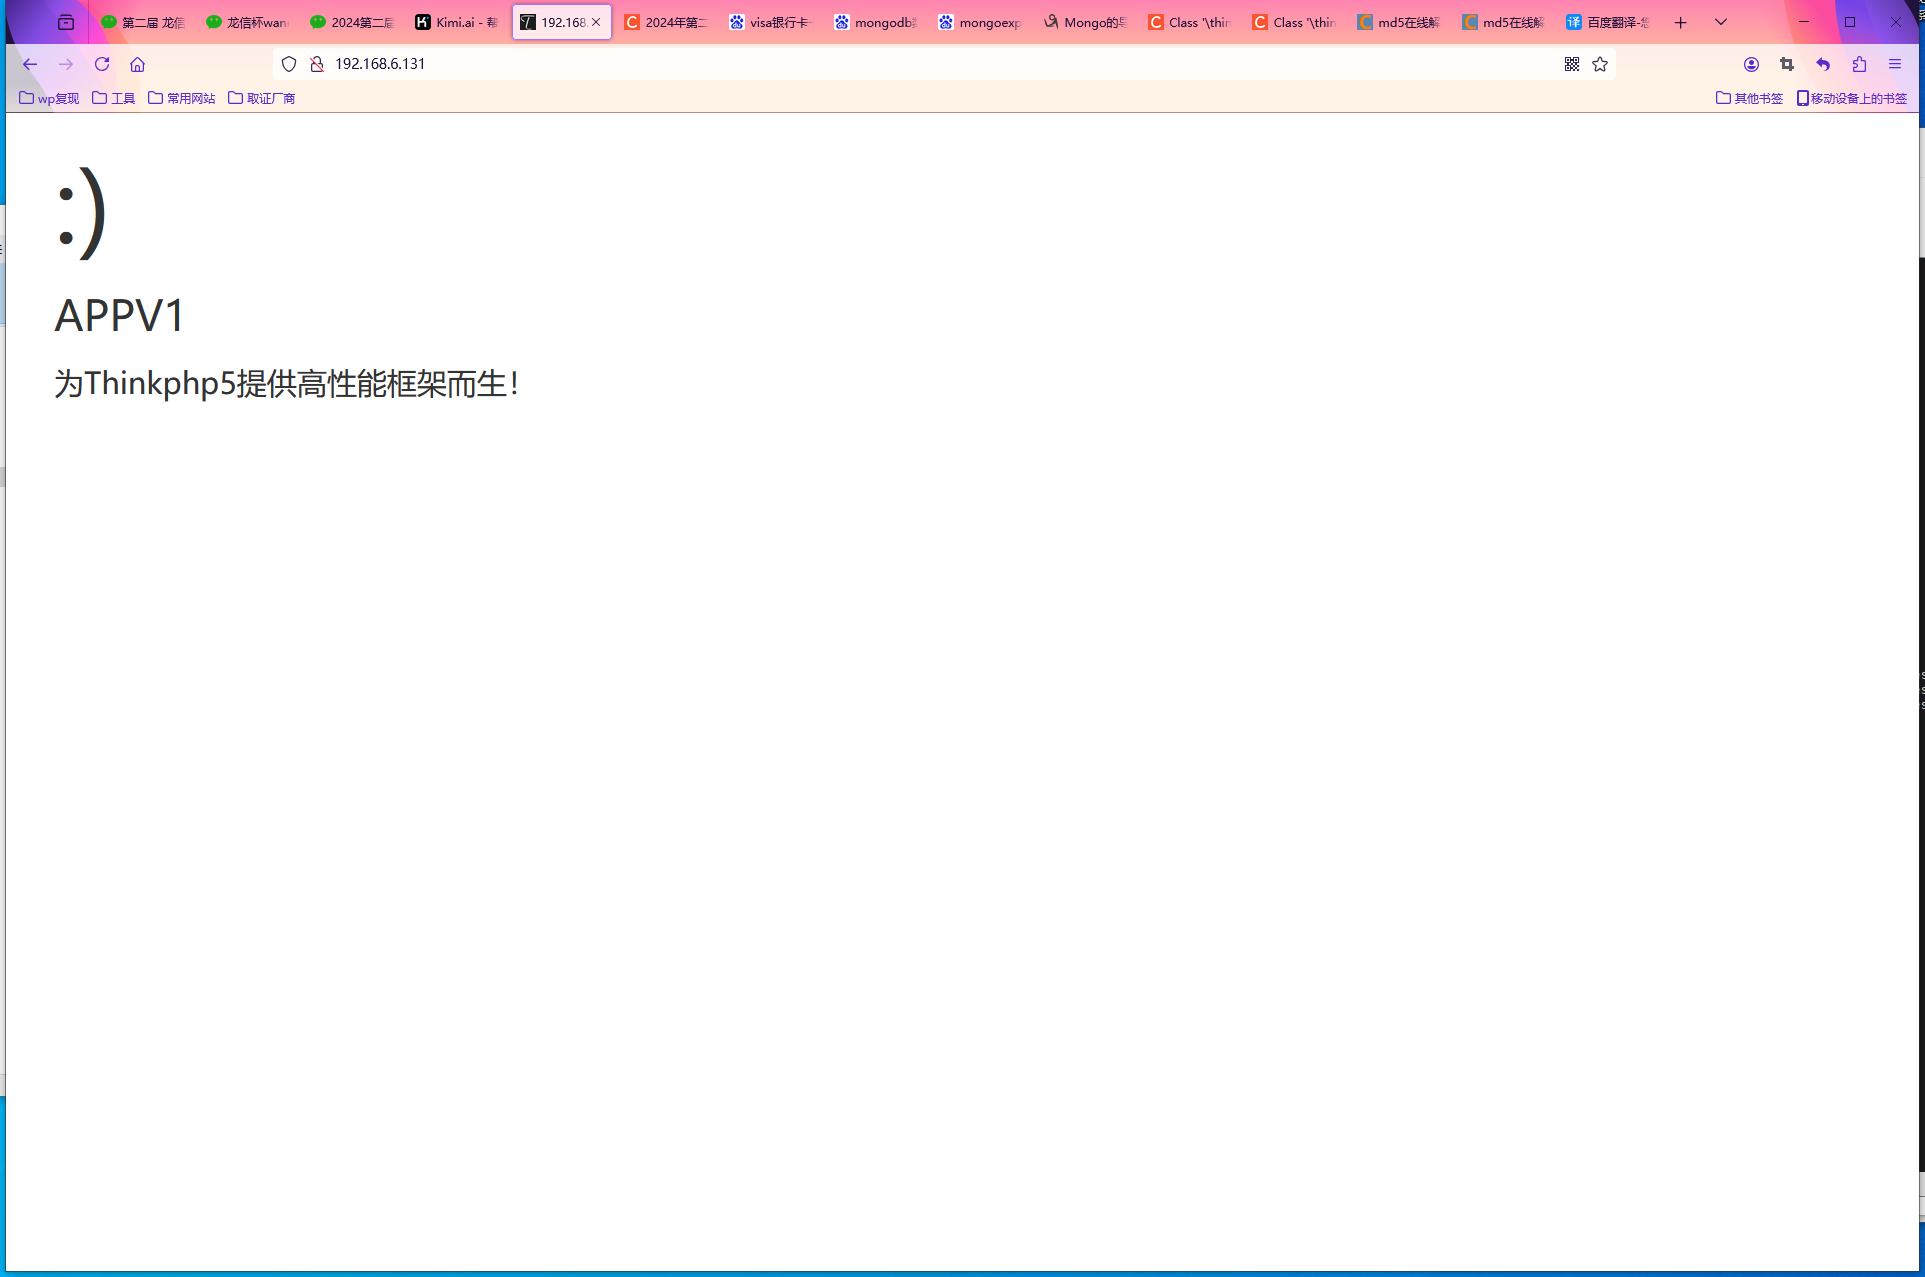 第二届 龙信
龙信杯wan
2024第二届
Kimi.ai - 帮
192.168.
2024年第二
visa银行卡
mongodb
mongoexp
Mongo的
Class '\thin
Class '\thin
md5在线解
md5在线解
百度翻译-您
192.168.6.131
wp复现
工具
常用网站
取证厂商
其他书签
移动设备上的书签
:)
APPV1
为Thinkphp5提供高性能框架而生！